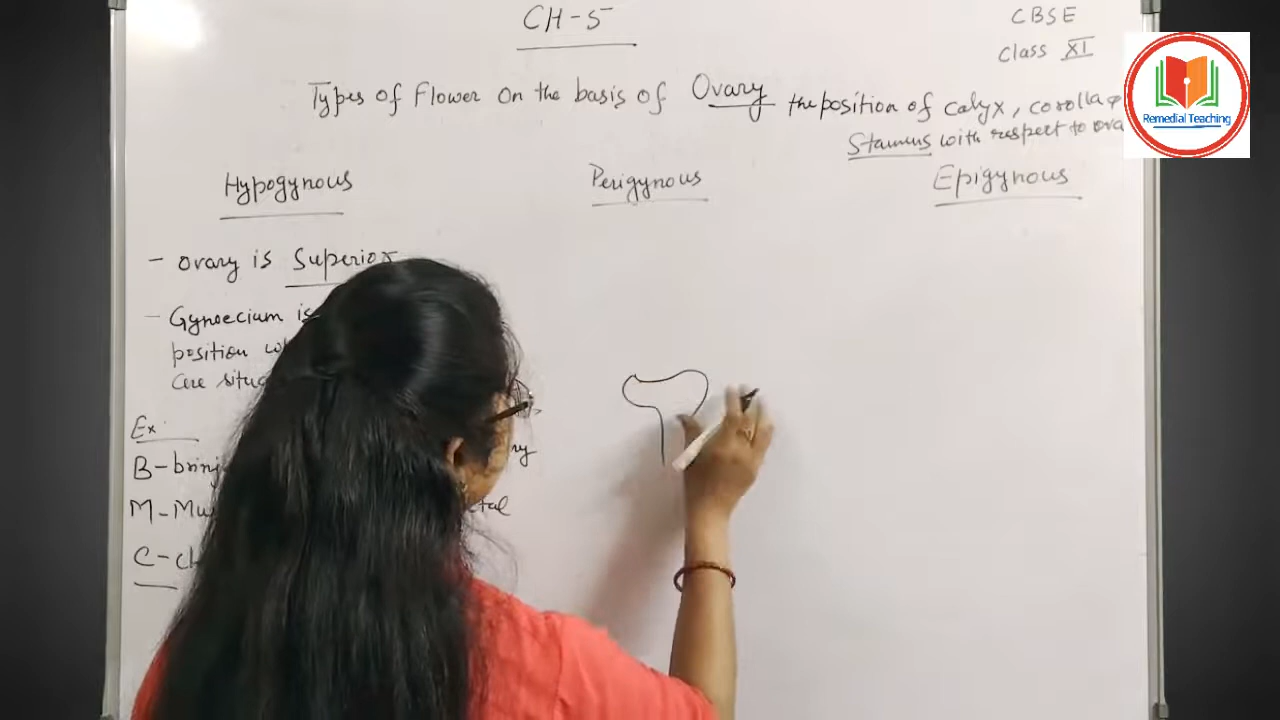 CH-5
CBSE
Class XI
Types of Flower on the basis of Ovary the position of calyx, corolla &
Stamens with respect to ova
Remedial Teaching
Hypogynous
Perigynous
Epigynous
- ovary is Superior
- Gynoecium is
position
are situ
Ex.
B-brinj
M-Mu
C-ch